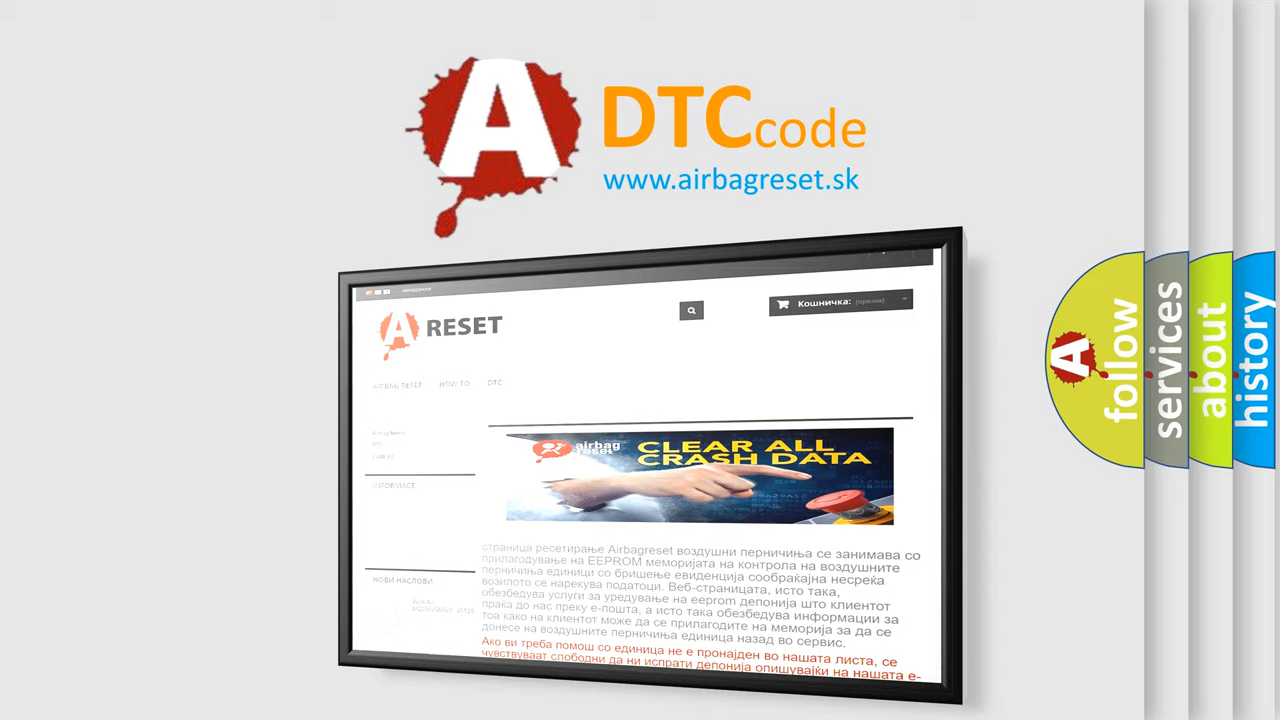 A
DTCcode
www.airbagreset.sk
Кошничка: (празна)
A RESET
AIRBAG RESET HOW TO DTC
INFORMACE
airbag
reset
CLEAR ALL
CRASH DATA
НОВИ НАСЛОВИ
страница ресетирање Airbagreset воздушни перничиња се занимава со
прилагодување на EEPROM меморијата на контрола на воздушните
перничиња единици со бришење евиденција сообраќајна несреќа
возилото се нарекува податоци. Веб-страницата, исто така,
обезбедува услуги за уредување на eeprom депонија што клиентот
праќа до нас преку е-пошта, а исто така обезбедува информации за
тоа како на клиентот може да се прилагодите на меморија за да се
донесе на воздушните перничиња единица назад во сервис.
Ако ви треба помош со единица не е пронајден во нашата листа, се
чувствуваат слободни да ни испрати депонија опишувајќи на нашата е-
A
follow
services
about
history